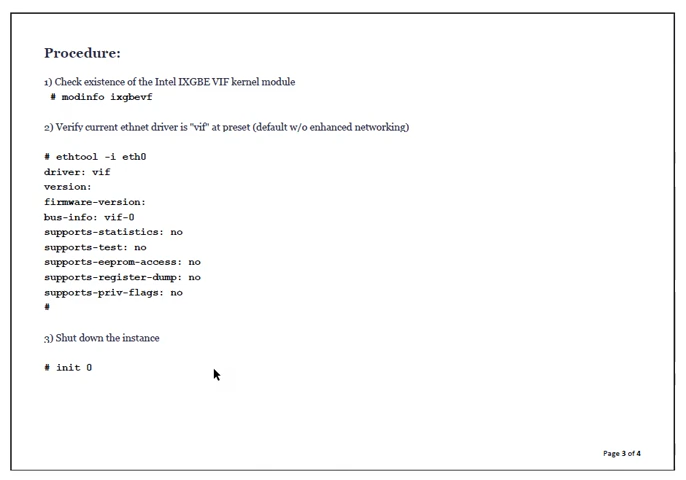 Procedure:
1) Check existence of the Intel IXGBE VIF kernel module
# modinfo ixgbevf
2) Verify current ethnet driver is "vif" at preset (default w/o enhanced networking)
# ethtool -i eth0
driver: vif
version:
firmware-version:
bus-info: vif-0
supports-statistics: no
supports-test: no
supports-eeprom-access: no
supports-register-dump: no
supports-priv-flags: no
#
3) Shut down the instance
# init 0
Page 3 of 4